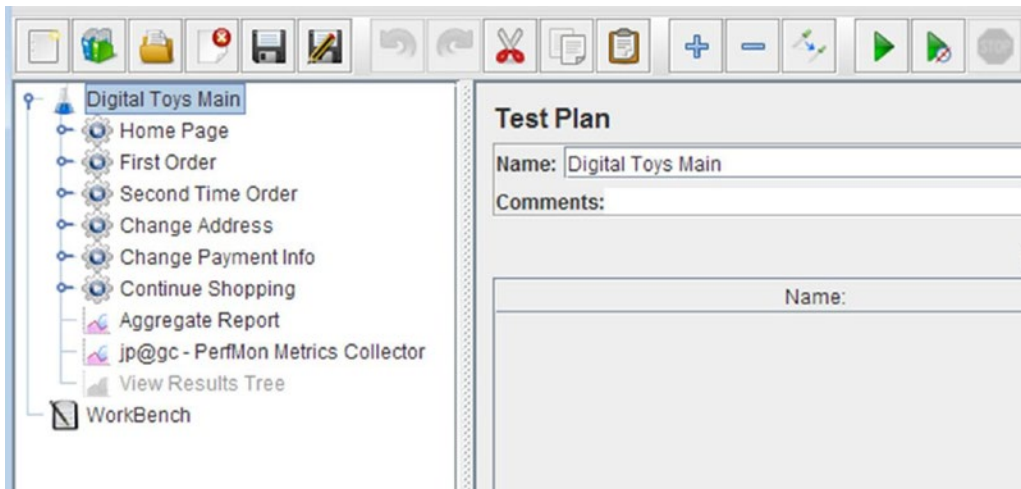 STOP
Digital Toys Main
Home Page
First Order
Second Time Order
Change Address
Change Payment Info
Continue Shopping
Aggregate Report
jp@gc - PerfMon Metrics Collector
View Results Tree
WorkBench
Test Plan
Name: Digital Toys Main
Comments:
Name: